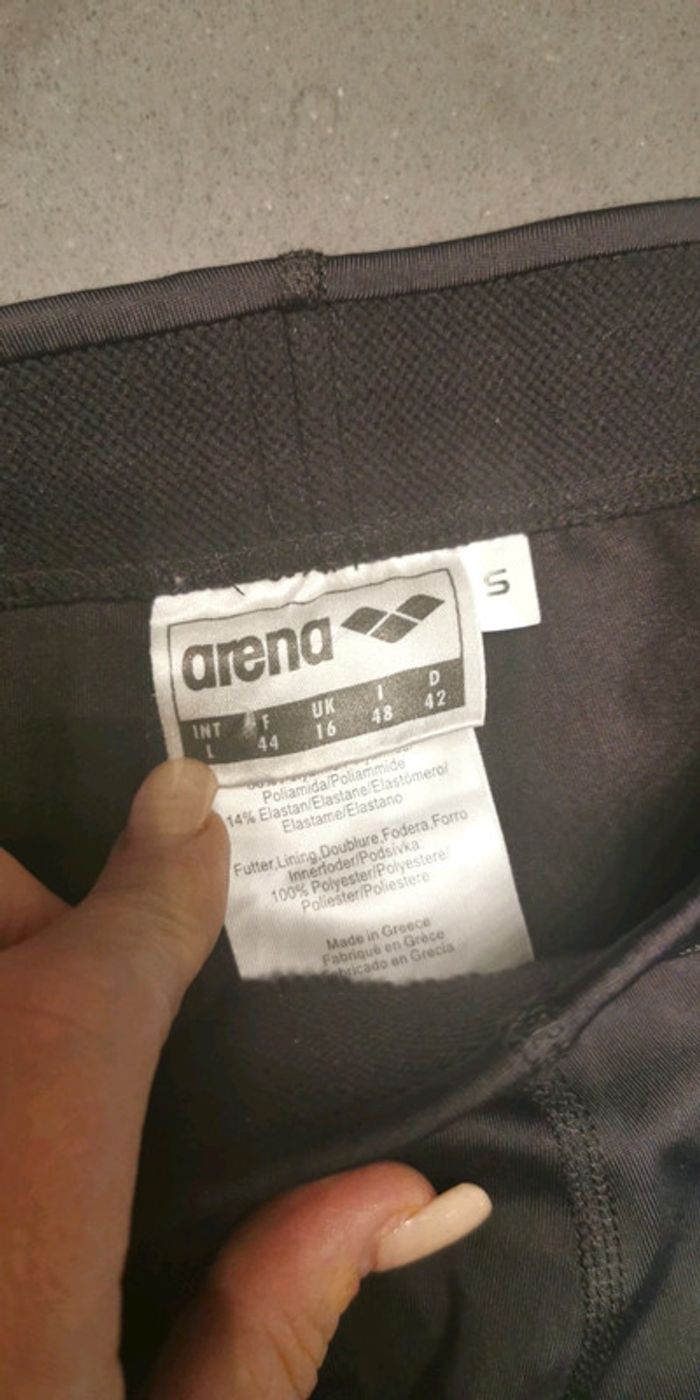 S
arena
INT F UK I D
L 44 16 48 42
Poliamida/Poliammide
14% Elastan/Elastane/Elastómero/
Elastame/Elastano
Futter,Lining,Doublure,Fodera,Forro
Innerfoder/Podsivka
100% Polyester/Polyestere/
Poliester/Poliestere
Made in Greece
Fabriqué en Grèce
Fabricado en Grecia